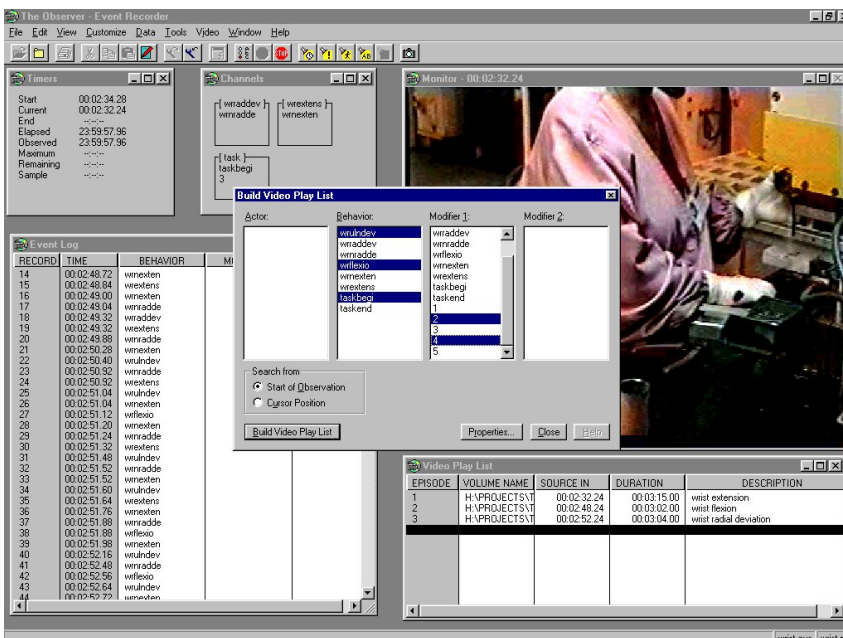 The Observer - Event Recorder
File Edit View Customize Data Tools Video Window Help
Timers
Start 00:02:34.28
Current 00:02:32.24
End --:--:--
Elapsed 23:59:57.96
Observed 23:59:57.96
Maximum --:--:--
Remaining --:--:--
Sample --:--:--
Channels
{ wrraddev } { wrextens }
wrnradde wrnexten
{ task }
taskbegi
3
Monitor - 00:02:32.24
Build Video Play List
Actor: Behavior: Modifier 1: Modifier 2:
wrulndev
wrraddev
wrnradde
wrflexio
wrnexten
wrextens
taskbegi
taskend
wrraddev
wrnradde
wrflexio
wrnexten
wrextens
taskbegi
taskend
1
2
3
4
5
Search from
Start of Observation
Cursor Position
Build Video Play List Properties... Close Help
Event Log
RECORD TIME BEHAVIOR
14 00:02:48.72 wrnexten
15 00:02:48.84 wrextens
16 00:02:49.00 wrnexten
17 00:02:49.04 wrnradde
18 00:02:49.32 wrraddev
19 00:02:49.32 wrextens
20 00:02:49.88 wrnradde
21 00:02:50.28 wrnexten
22 00:02:50.40 wrulndev
23 00:02:50.92 wrnradde
24 00:02:50.92 wrextens
25 00:02:51.04 wrulndev
26 00:02:51.04 wrnexten
27 00:02:51.12 wrflexio
28 00:02:51.20 wrnexten
29 00:02:51.24 wrnradde
30 00:02:51.32 wrextens
31 00:02:51.48 wrulndev
32 00:02:51.52 wrnradde
33 00:02:51.52 wrnexten
34 00:02:51.60 wrulndev
35 00:02:51.64 wrextens
36 00:02:51.76 wrnexten
37 00:02:51.88 wrnradde
38 00:02:51.88 wrflexio
39 00:02:51.98 wrnexten
40 00:02:52.16 wrulndev
41 00:02:52.48 wrnradde
42 00:02:52.56 wrflexio
43 00:02:52.64 wrulndev
44 00:02:52.72 wrnexten
Video Play List
EPISODE VOLUME NAME SOURCE IN DURATION DESCRIPTION
1 H:\PROJECTS\T 00:02:32.24 00:03:15.00 wrist extension
2 H:\PROJECTS\T 00:02:48.24 00:03:02.00 wrist flexion
3 H:\PROJECTS\T 00:02:52.24 00:03:04.00 wrist radial deviation